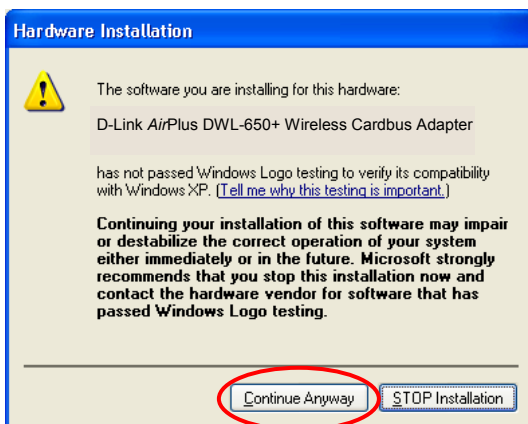 Hardware Installation
The software you are installing for this hardware:
D-Link AirPlus DWL-650+ Wireless Cardbus Adapter
has not passed Windows Logo testing to verify its compatibility
with Windows XP. (Tell me why this testing is important.)
Continuing your installation of this software may impair
or destabilize the correct operation of your system
either immediately or in the future. Microsoft strongly
recommends that you stop this installation now and
contact the hardware vendor for software that has
passed Windows Logo testing.
Continue Anyway
STOP Installation